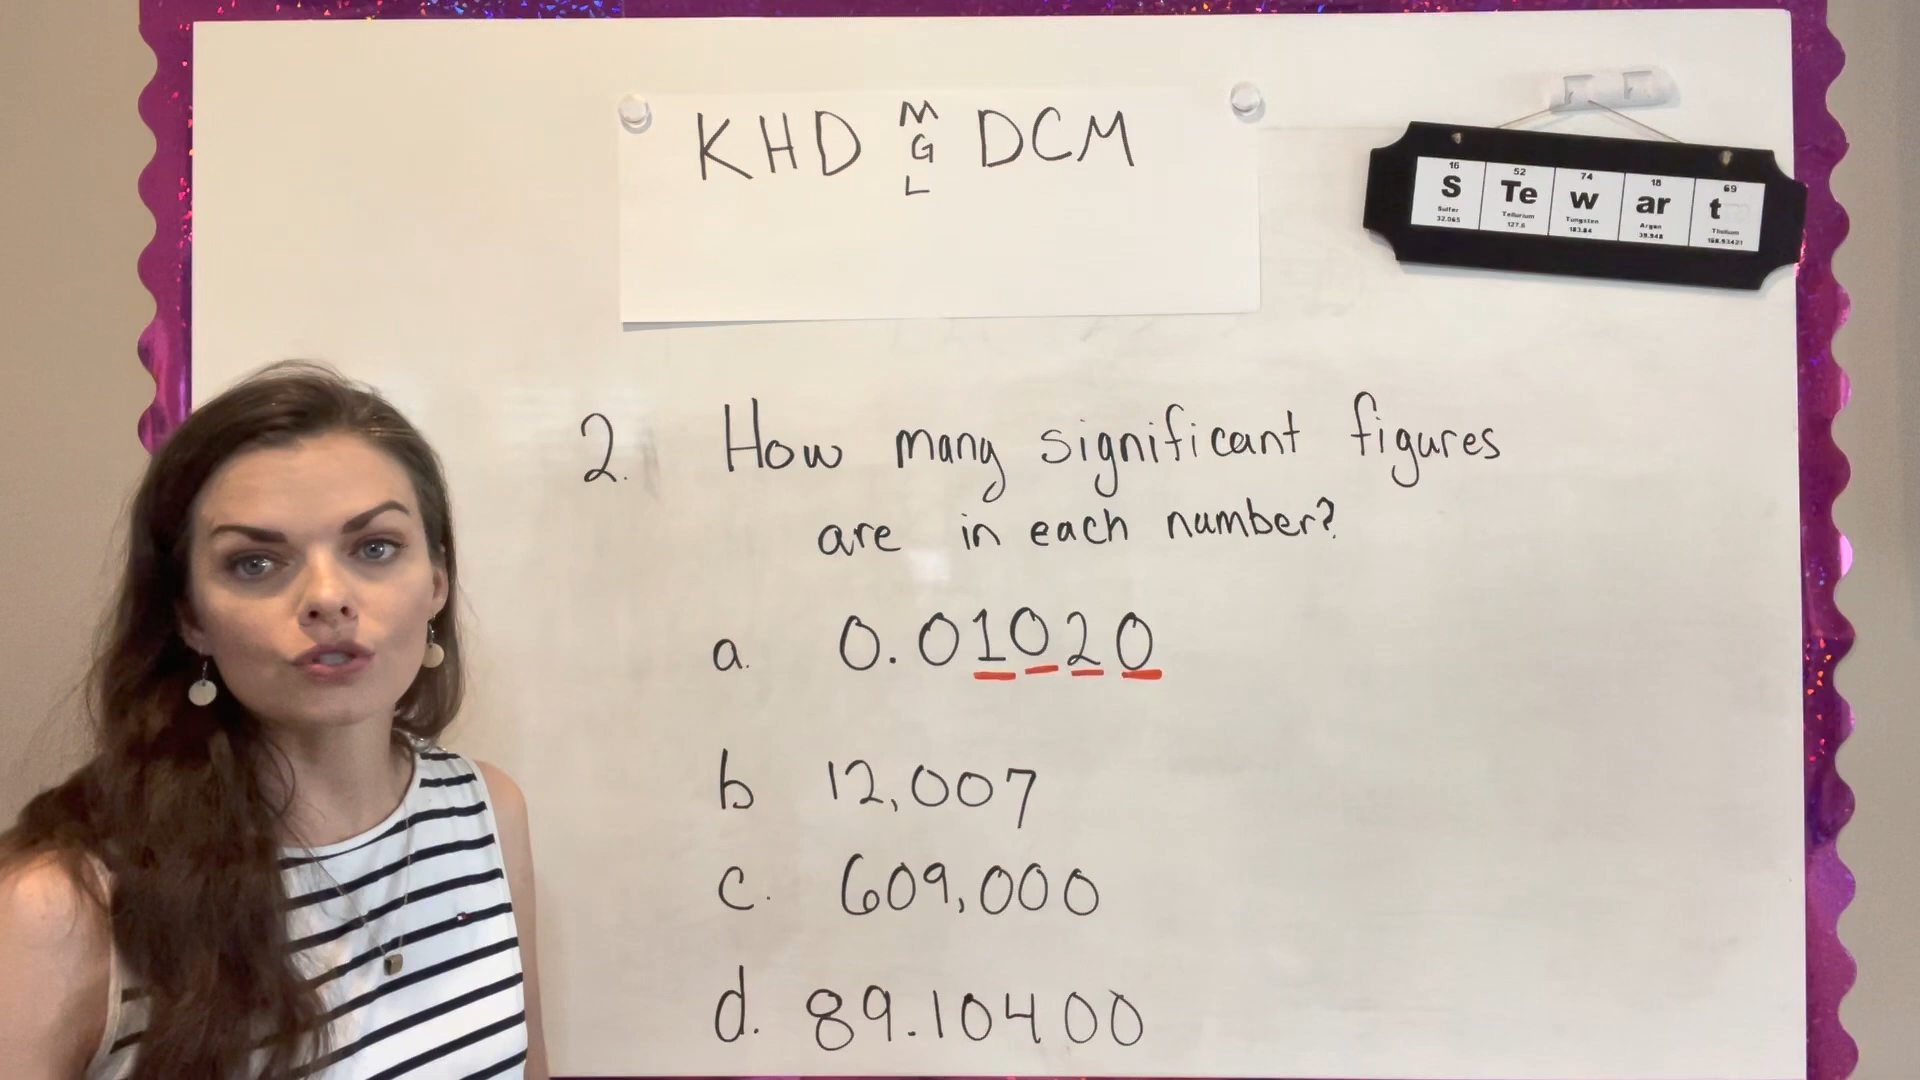 KHD M G L DCM
16 52 74 18 69
S Te W ar t
Sulfer Tellurium Tungsten Argon Thulium
32.065 127.6 183.84 39.948 168.93421
2. How many significant figures
are in each number?
a. 0.01020
b 12,007
c. 609,000
d. 89.10400